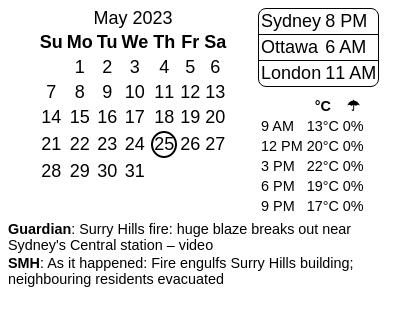 May 2023
Su Mo Tu We Th Fr Sa
1 2 3 4 5 6
7 8 9 10 11 12 13
14 15 16 17 18 19 20
21 22 23 24 25 26 27
28 29 30 31
Sydney 8 PM
Ottawa 6 AM
London 11 AM
°C ☂
9 AM 13°C 0%
12 PM 20°C 0%
3 PM 22°C 0%
6 PM 19°C 0%
9 PM 17°C 0%
Guardian: Surry Hills fire: huge blaze breaks out near
Sydney's Central station – video
SMH: As it happened: Fire engulfs Surry Hills building;
neighbouring residents evacuated